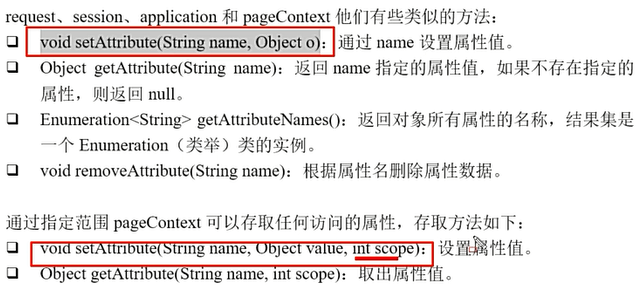 request、session、application 和 pageContext 他们有些类似的方法：
❑ void setAttribute(String name, Object o)：通过 name 设置属性值。
❑ Object getAttribute(String name)：返回 name 指定的属性值，如果不存在指定的
属性，则返回 null。
❑ Enumeration<String> getAttributeNames()：返回对象所有属性的名称，结果集是
一个 Enumeration（类举）类的实例。
❑ void removeAttribute(String name)：根据属性名删除属性数据。
通过指定范围 pageContext 可以存取任何访问的属性，存取方法如下：
❑ void setAttribute(String name, Object value, int scope)：设置属性值。
❑ Object getAttribute(String name, int scope)：取出属性值。